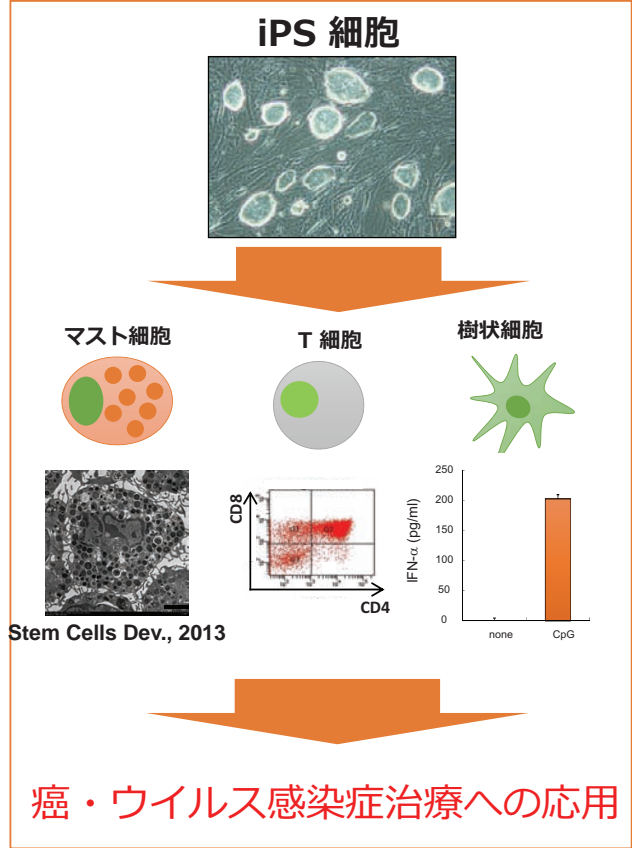 iPS 細胞
マスト細胞
T 細胞
樹状細胞
CD8
CD4
IFN-α (pg/ml)
250
200
150
100
50
0
none
CpG
Stem Cells Dev., 2013
癌・ウイルス感染症治療への応用